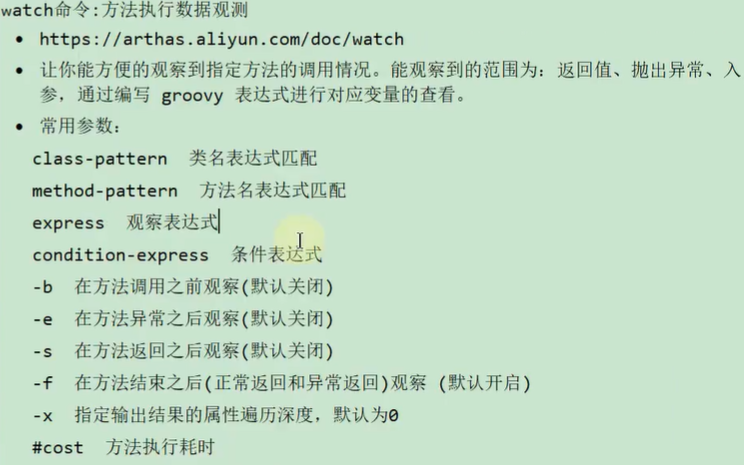 watch命令:方法执行数据观测
• https://arthas.aliyun.com/doc/watch
• 让你能方便的观察到指定方法的调用情况。能观察到的范围为: 返回值、抛出异常、入
参，通过编写 groovy 表达式进行对应变量的查看。
• 常用参数:
class-pattern 类名表达式匹配
method-pattern 方法名表达式匹配
express 观察表达式
condition-express 条件表达式
-b 在方法调用之前观察(默认关闭)
-e 在方法异常之后观察(默认关闭)
-s 在方法返回之后观察(默认关闭)
-f 在方法结束之后(正常返回和异常返回)观察 (默认开启)
-x 指定输出结果的属性遍历深度，默认为0
#cost 方法执行耗时